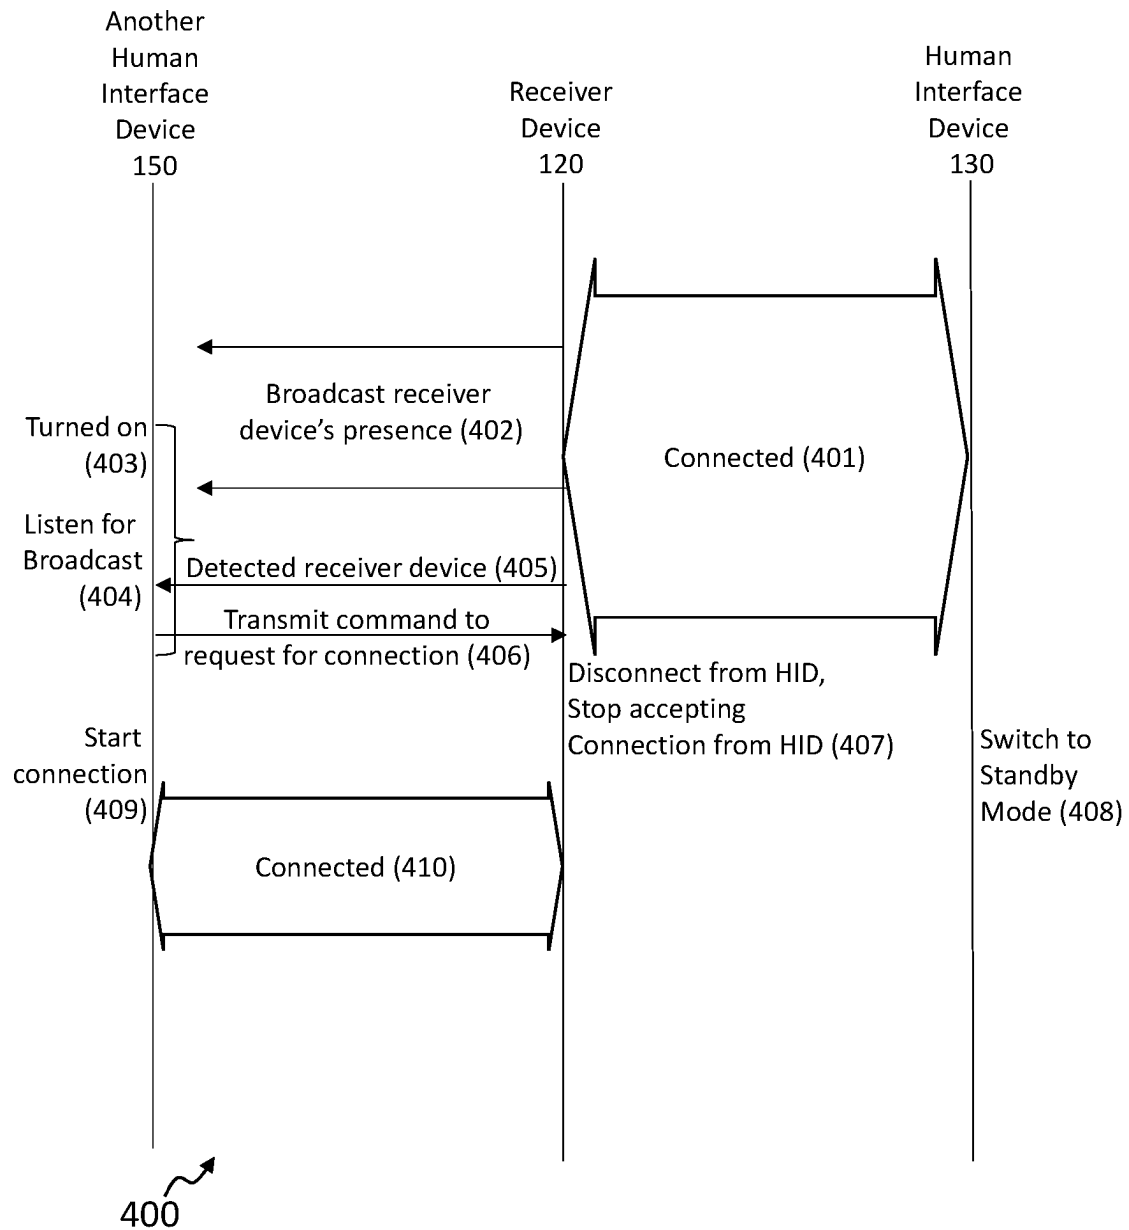 Another
Human
Interface
Device
150
Receiver
Device
120
Human
Interface
Device
130
Connected (401)
Broadcast receiver
device's presence (402)
Turned on
(403)
Listen for
Broadcast
(404)
Detected receiver device (405)
Transmit command to
request for connection (406)
Disconnect from HID,
Stop accepting
Connection from HID (407)
Switch to
Standby
Mode (408)
Start
connection
(409)
Connected (410)
400